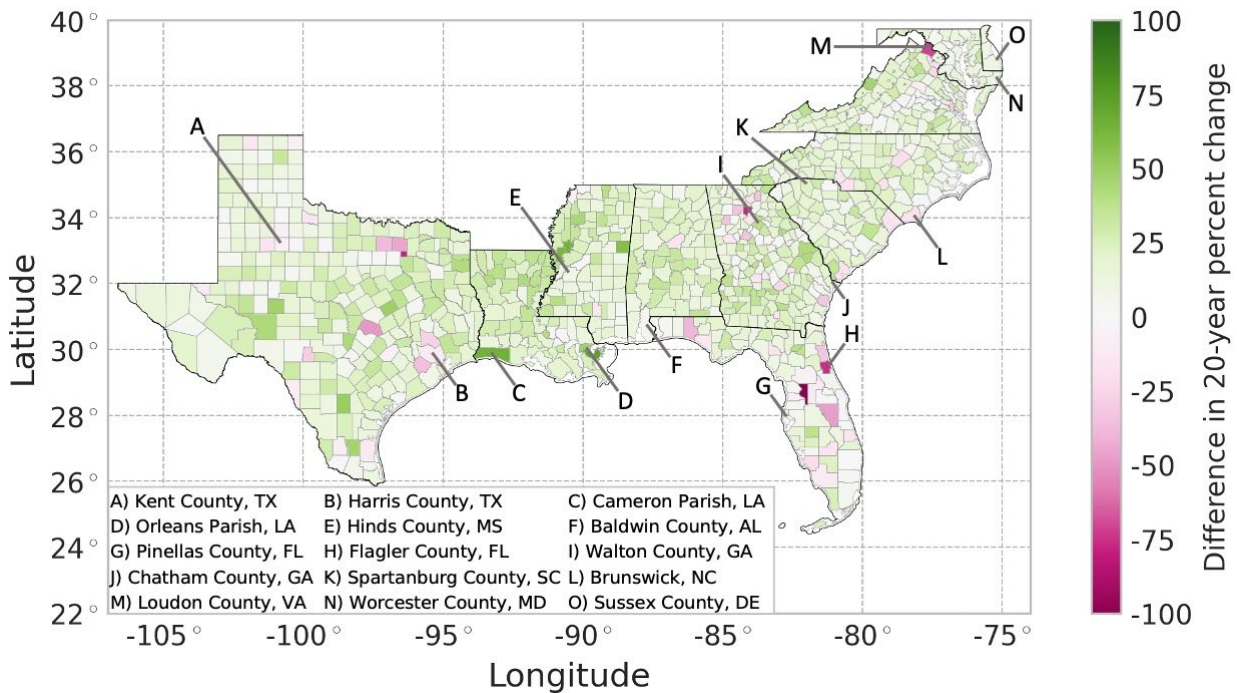 40°
38°
36°
34°
32°
30°
28°
26°
24°
22°
Latitude
A
B
C
D
E
F
G
H
I
J
K
L
M
N
O
A) Kent County, TX B) Harris County, TX C) Cameron Parish, LA
D) Orleans Parish, LA E) Hinds County, MS F) Baldwin County, AL
G) Pinellas County, FL H) Flagler County, FL I) Walton County, GA
J) Chatham County, GA K) Spartanburg County, SC L) Brunswick, NC
M) Loudon County, VA N) Worcester County, MD O) Sussex County, DE
-105° -100° -95° -90° -85° -80° -75°
Longitude
100
75
50
25
0
-25
-50
-75
-100
Difference in 20-year percent change